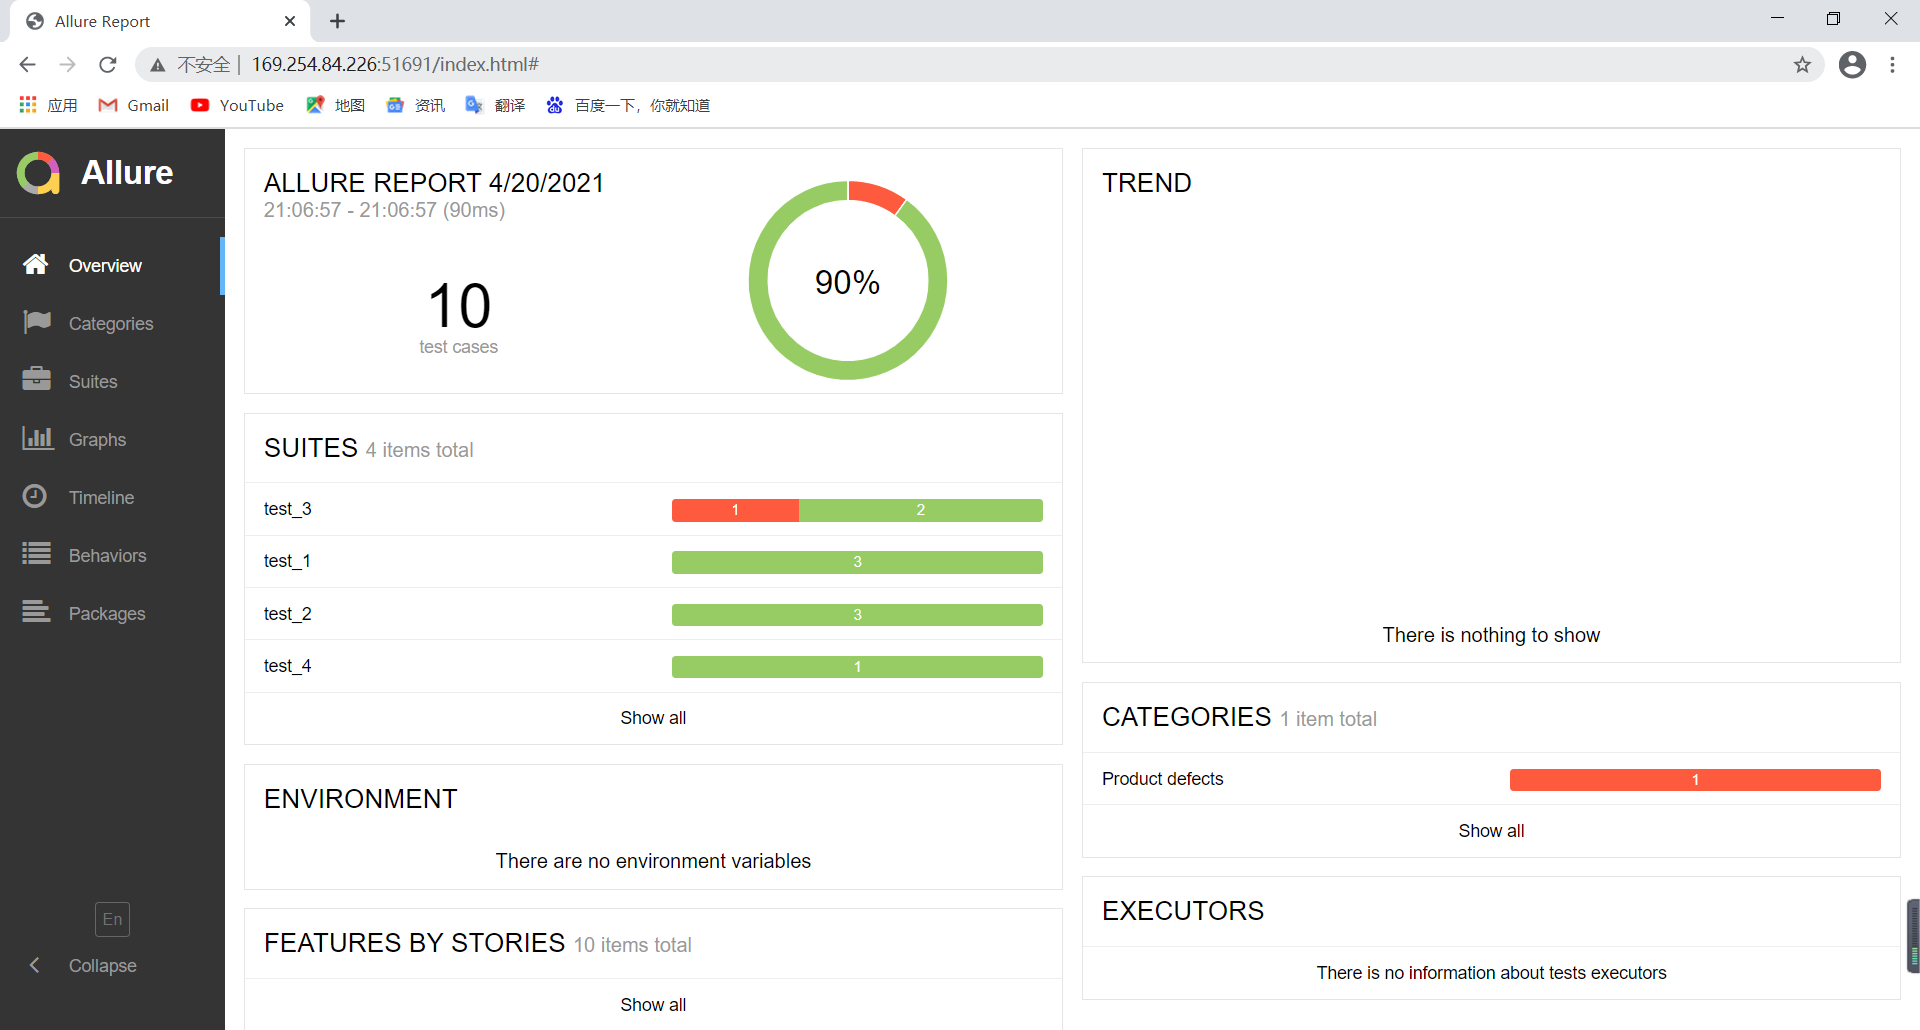 Allure Report
不安全 | 169.254.84.226:51691/index.html#
应用 Gmail YouTube 地图 资讯 翻译 百度一下，你就知道
Allure
Overview
Categories
Suites
Graphs
Timeline
Behaviors
Packages
En
Collapse
ALLURE REPORT 4/20/2021
21:06:57 - 21:06:57 (90ms)
10
test cases
90%
SUITES 4 items total
test_3 1 2
test_1 3
test_2 3
test_4 1
Show all
ENVIRONMENT
There are no environment variables
FEATURES BY STORIES 10 items total
Show all
TREND
There is nothing to show
CATEGORIES 1 item total
Product defects 1
Show all
EXECUTORS
There is no information about tests executors